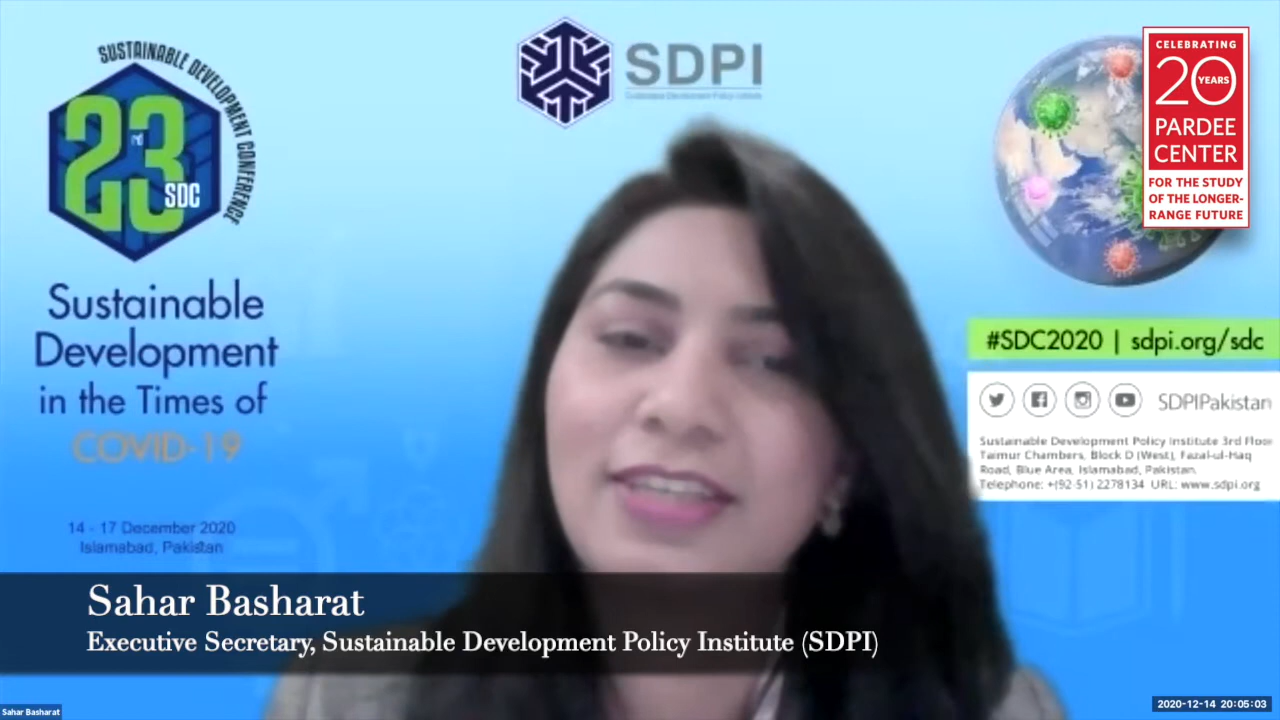 SUSTAINABLE DEVELOPMENT CONFERENCE
23rd
SDC
Sustainable
Development
in the Times of
COVID-19
14 - 17 December 2020
Islamabad, Pakistan
SDPI
Sustainable Development Policy Institute
CELEBRATING
20 YEARS
PARDEE
CENTER
FOR THE STUDY
OF THE LONGER-
RANGE FUTURE
#SDC2020 | sdpi.org/sdc
SDPIPakistan
Sustainable Development Policy Institute 3rd Floor
Taimur Chambers, Block D (West), Fazal-ul-Haq
Road, Blue Area, Islamabad, Pakistan.
Telephone: +(92-51) 2278134 URL: www.sdpi.org
Sahar Basharat
Executive Secretary, Sustainable Development Policy Institute (SDPI)
Sahar Basharat
2020-12-14 20:05:03